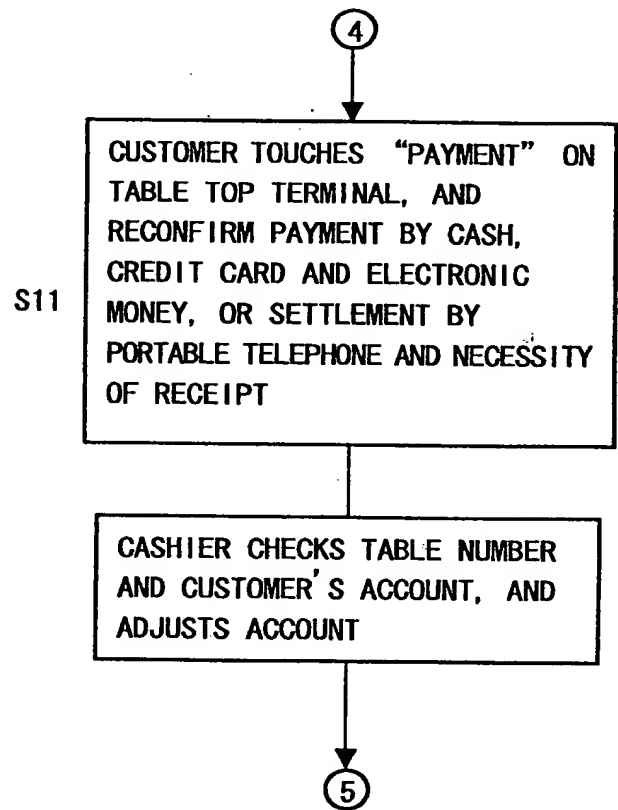 4
CUSTOMER TOUCHES “PAYMENT” ON
TABLE TOP TERMINAL, AND
RECONFIRM PAYMENT BY CASH,
CREDIT CARD AND ELECTRONIC
S11
MONEY, OR SETTLEMENT BY
PORTABLE TELEPHONE AND NECESSITY
OF RECEIPT
CASHIER CHECKS TABLE NUMBER
AND CUSTOMER'S ACCOUNT, AND
ADJUSTS ACCOUNT
5